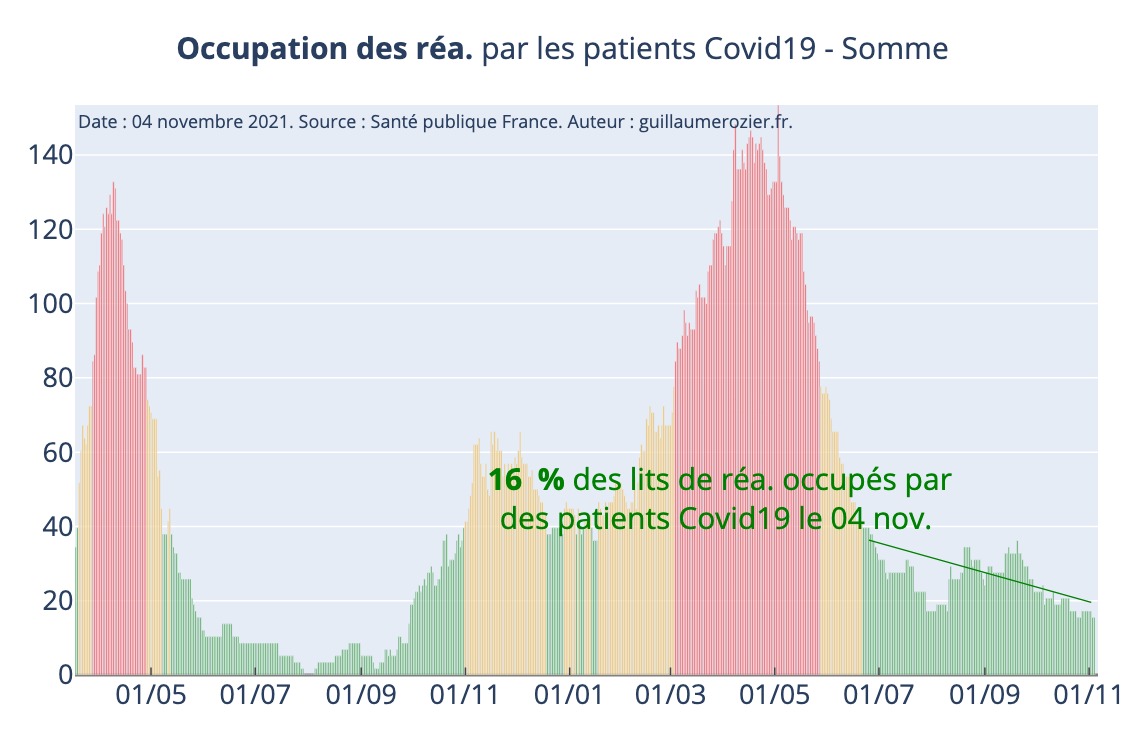 Occupation des réa. par les patients Covid19 - Somme
Date : 04 novembre 2021. Source : Santé publique France. Auteur : guillaumerozier.fr.
140
120
100
80
60
40
20
0
16 % des lits de réa. occupés par
des patients Covid19 le 04 nov.
01/05 01/07 01/09 01/11 01/01 01/03 01/05 01/07 01/09 01/11